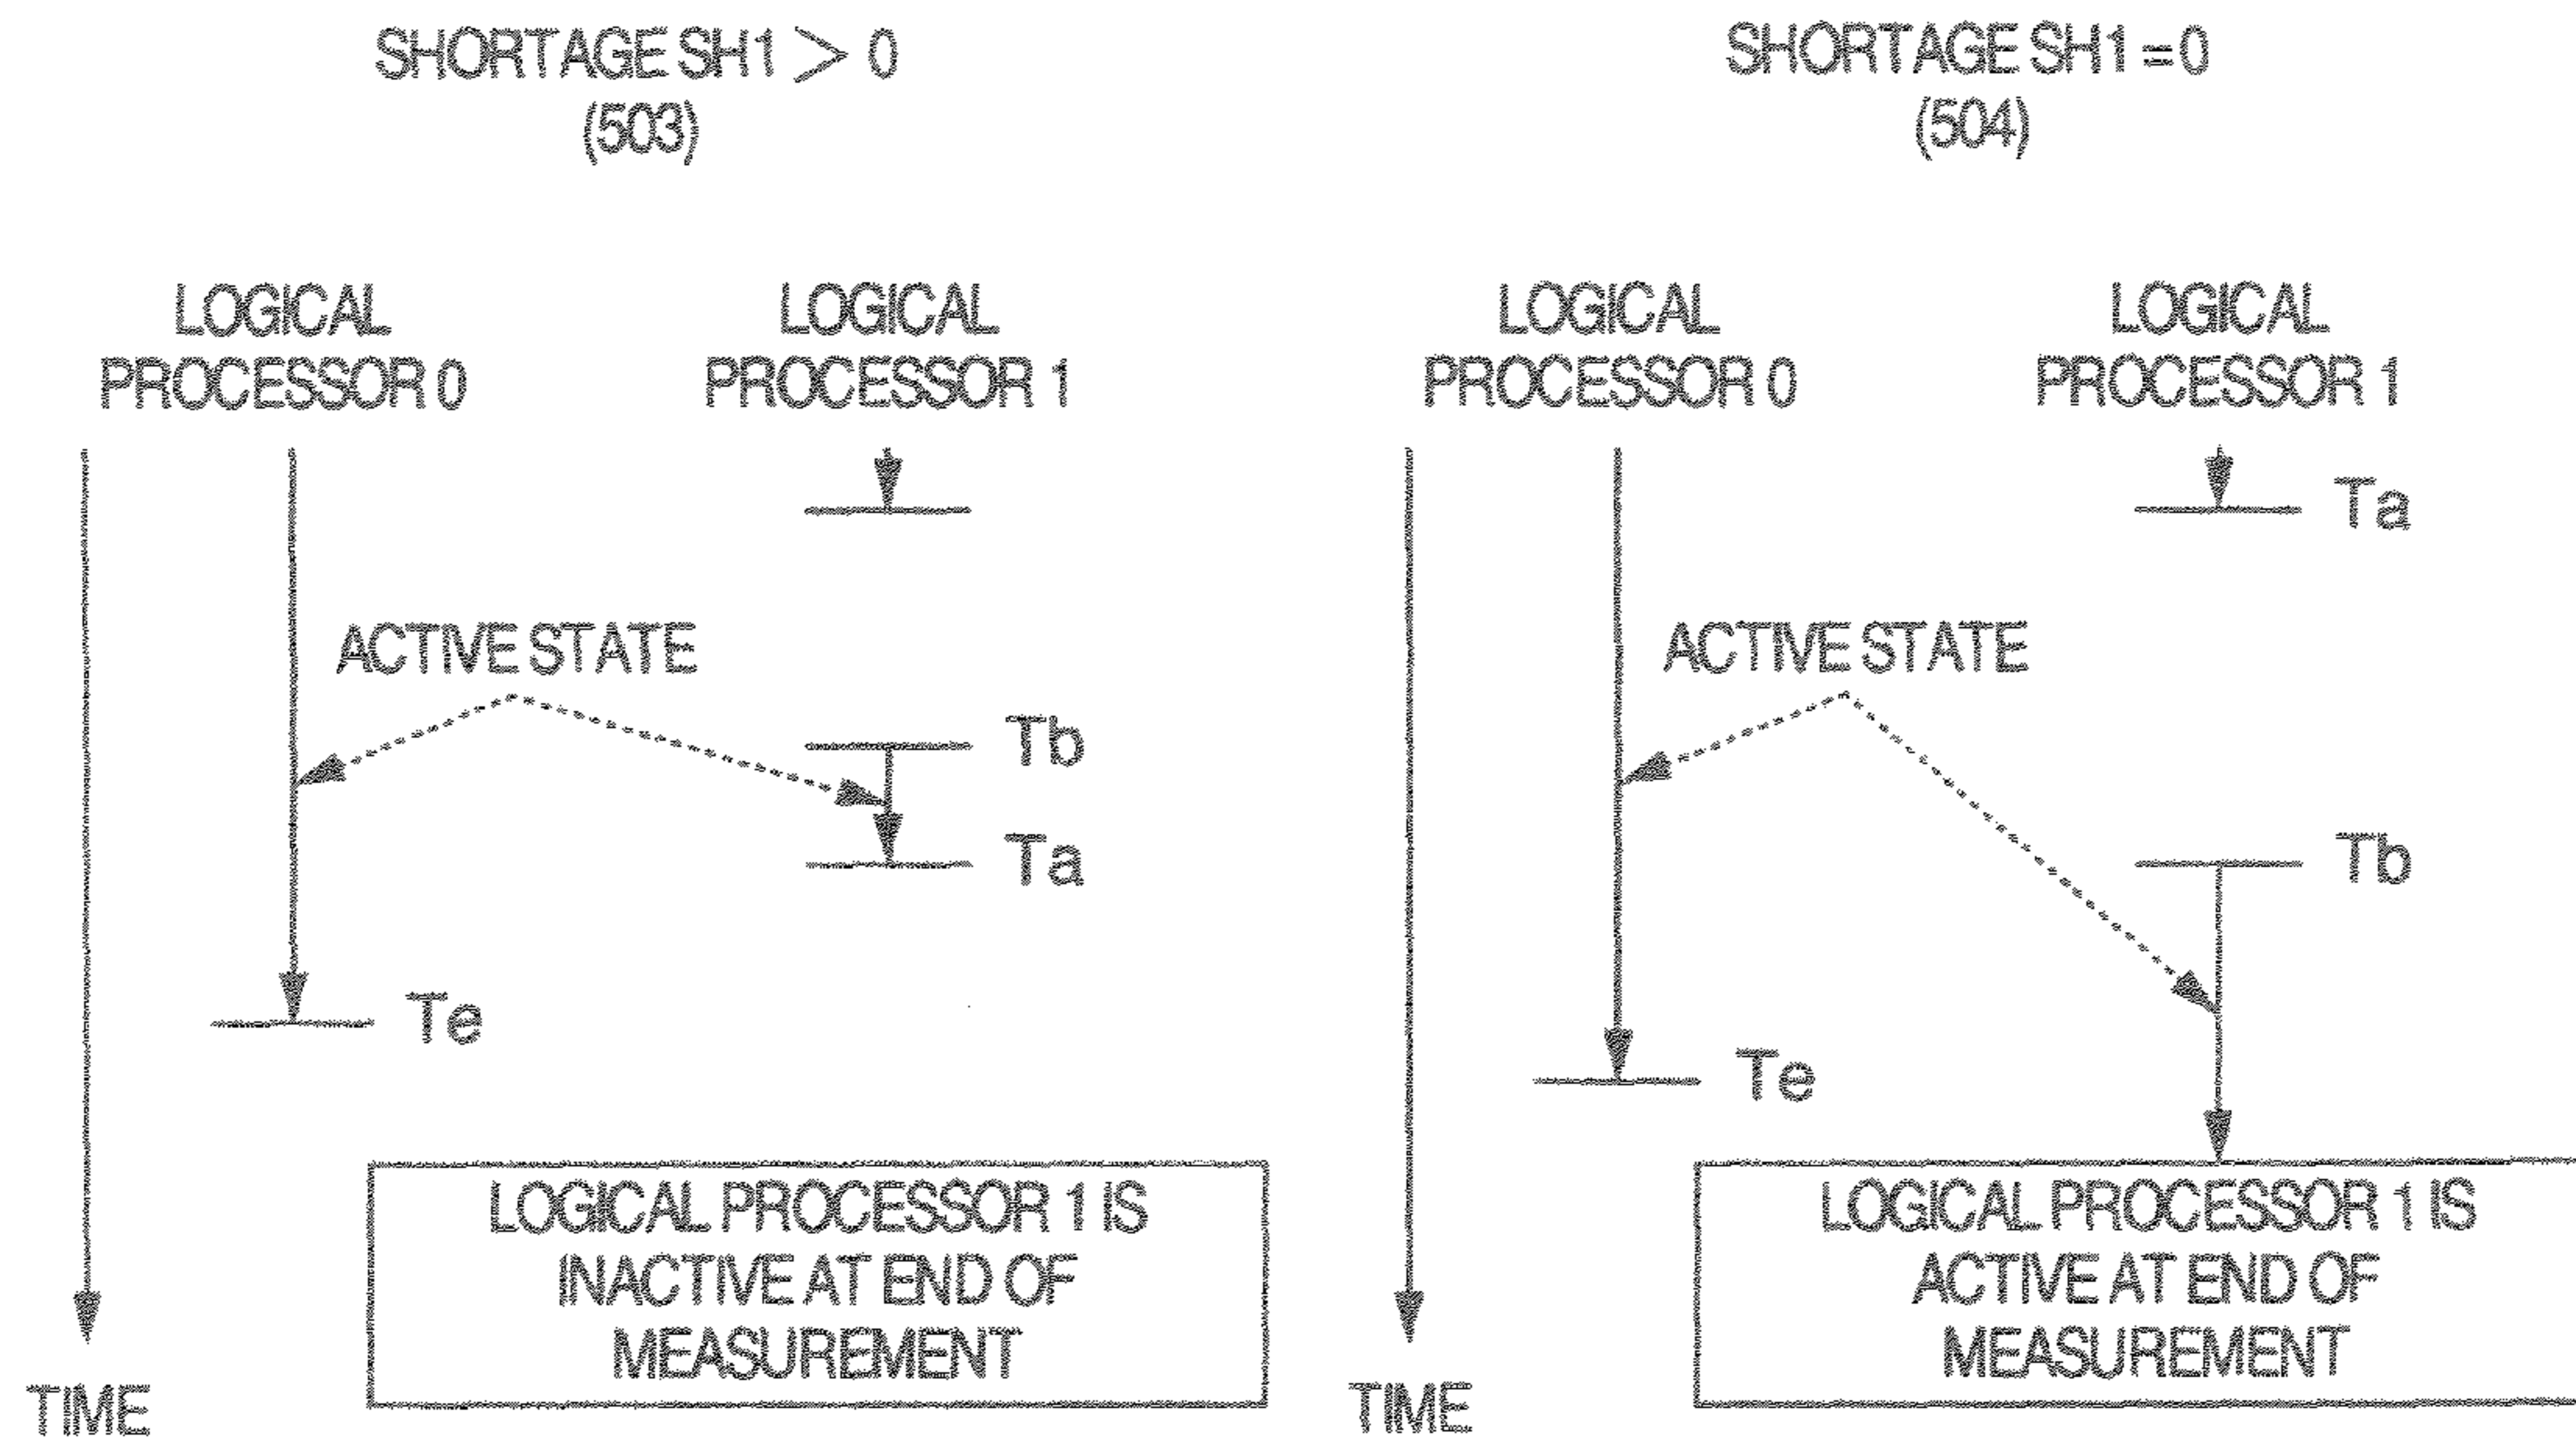 SHORTAGE SH1 > 0
(503)
LOGICAL
PROCESSOR 0
LOGICAL
PROCESSOR 1
ACTIVE STATE
Tb
Ta
Te
LOGICAL PROCESSOR 1 IS
INACTIVE AT END OF
MEASUREMENT
TIME
SHORTAGE SH1 = 0
(504)
LOGICAL
PROCESSOR 0
LOGICAL
PROCESSOR 1
Ta
ACTIVE STATE
Tb
Te
LOGICAL PROCESSOR 1 IS
ACTIVE AT END OF
MEASUREMENT
TIME